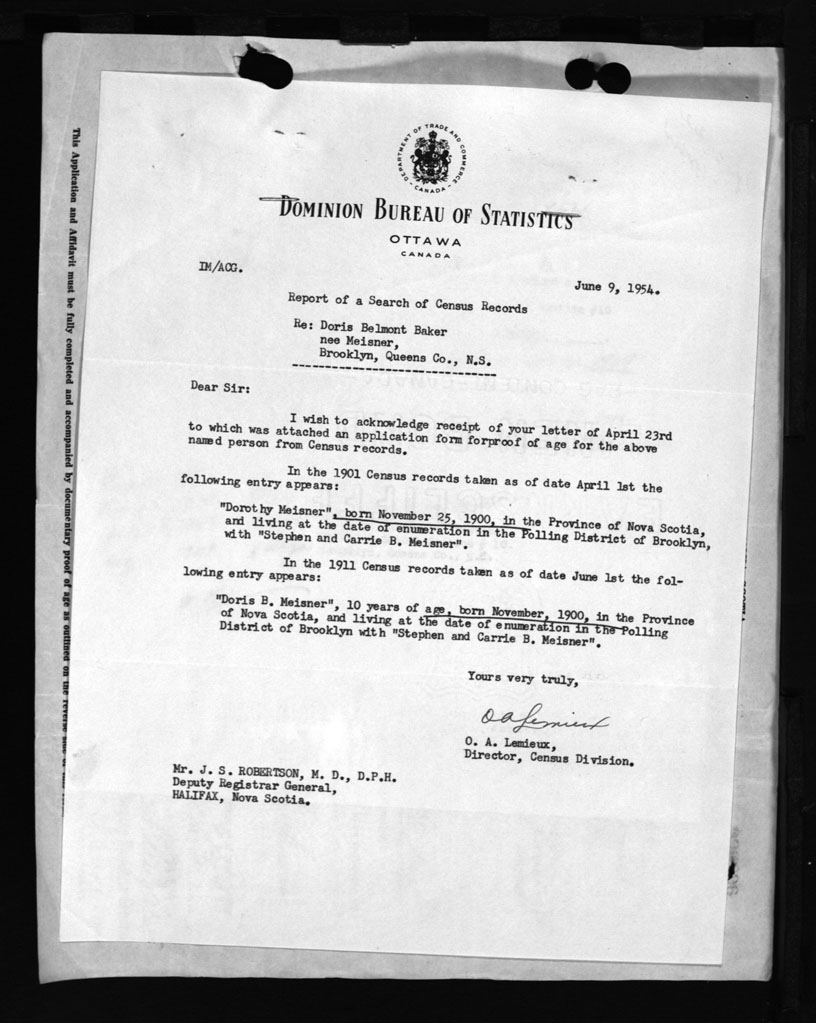 DEPARTMENT OF TRADE AND COMMERCE
- CANADA -
DOMINION BUREAU OF STATISTICS
OTTAWA
CANADA
IM/ACG.
June 9, 1954.
Report of a Search of Census Records
Re: Doris Belmont Baker
nee Meisner,
Brooklyn, Queens Co., N.S.
Dear Sir:
I wish to acknowledge receipt of your letter of April 23rd
to which was attached an application form forproof of age for the above
named person from Census records.
In the 1901 Census records taken as of date April 1st the
following entry appears:
"Dorothy Meisner", born November 25, 1900, in the Province of Nova Scotia,
and living at the date of enumeration in the Polling District of Brooklyn,
with "Stephen and Carrie B. Meisner".
In the 1911 Census records taken as of date June 1st the fol-
lowing entry appears:
"Doris B. Meisner", 10 years of age, born November, 1900, in the Province
of Nova Scotia, and living at the date of enumeration in the Polling
District of Brooklyn with "Stephen and Carrie B. Meisner".
Yours very truly,
O A Lemieux
O. A. Lemieux,
Director, Census Division.
Mr. J. S. ROBERTSON, M. D., D.P.H.
Deputy Registrar General,
HALIFAX, Nova Scotia.
This Application and Affidavit must be fully completed and accompanied by documentary proof of age as outlined on the reverse